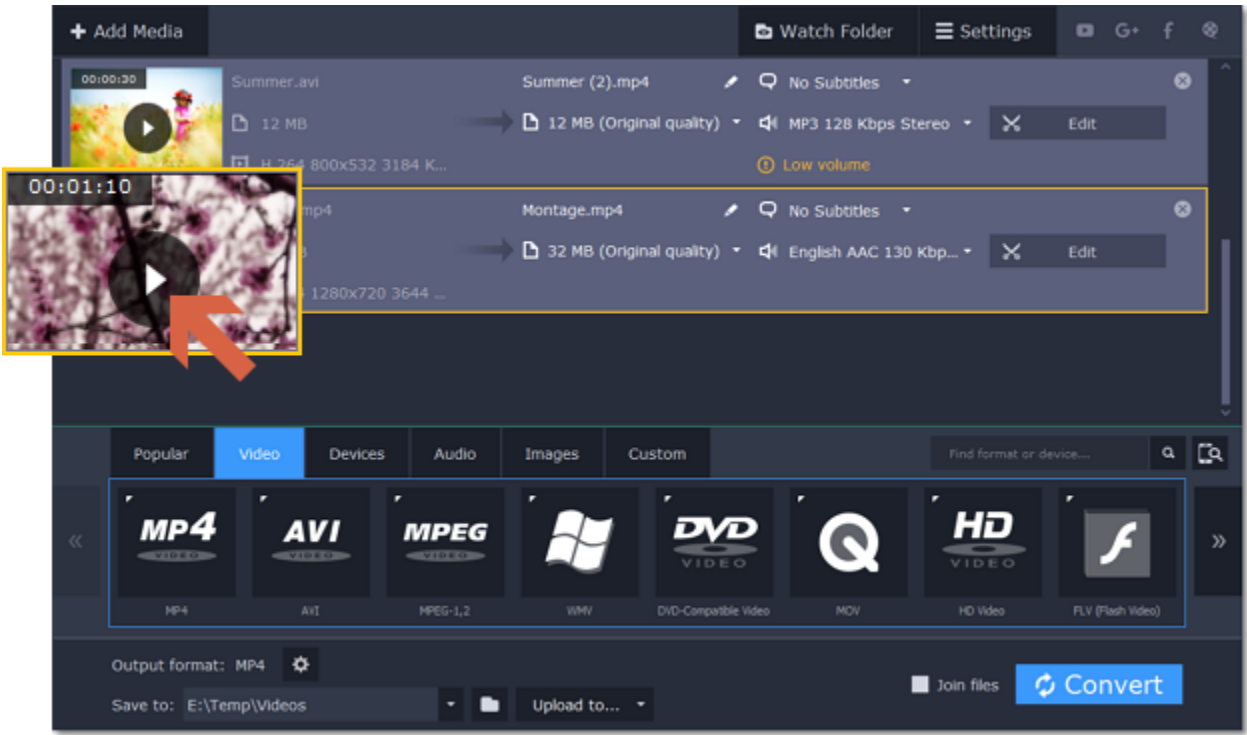 Add Media
Watch Folder
Settings
G+
f
00:00:30
Summer.avi
Summer (2).mp4
No Subtitles
12 MB
12 MB (Original quality)
MP3 128 Kbps Stereo
Edit
H.264 800x532 3184 K...
Low volume
00:01:10
mp4
Montage.mp4
No Subtitles
32 MB (Original quality)
English AAC 130 Kbp...
Edit
1280x720 3644 ...
Popular
Video
Devices
Audio
Images
Custom
Find format or device...
MP4 VIDEO
AVI VIDEO
MPEG VIDEO
DVD VIDEO
HD VIDEO
MP4
AVI
MPEG-1,2
WMV
DVD-Compatible Video
MOV
HD Video
FLV (Flash Video)
Output format: MP4
Save to: E:\Temp\Videos
Upload to...
Join files
Convert